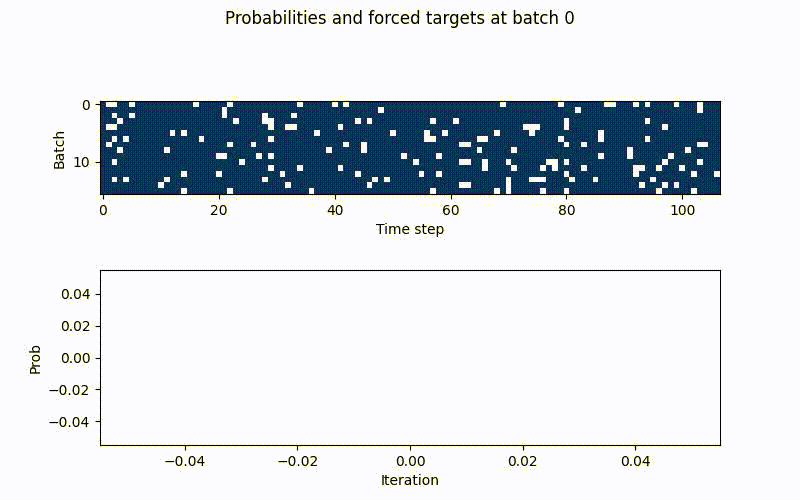 Probabilities and forced targets at batch 0
0
10
Batch
0 20 40 60 80 100
Time step
0.04
0.02
0.00
−0.02
−0.04
Prob
−0.04 −0.02 0.00 0.02 0.04
Iteration